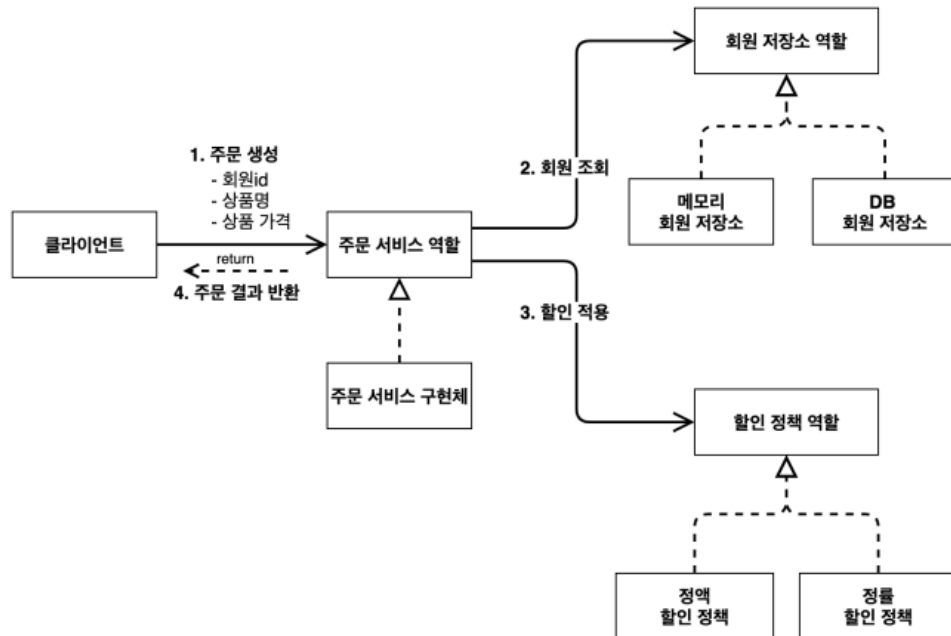 회원 저장소 역할
1. 주문 생성
- 회원id
- 상품명
- 상품 가격
2. 회원 조회
메모리
회원 저장소
DB
회원 저장소
클라이언트
주문 서비스 역할
return
4. 주문 결과 반환
3. 할인 적용
주문 서비스 구현체
할인 정책 역할
정액
할인 정책
정률
할인 정책